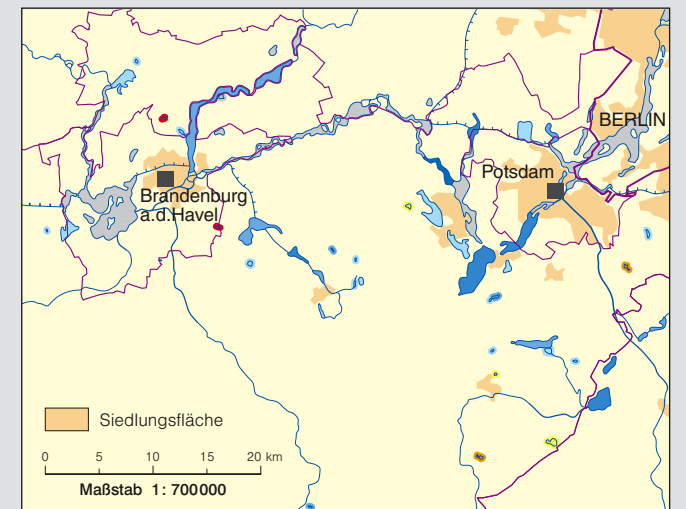 BERLIN
Potsdam
Brandenburg
a.d.Havel
Siedlungsfläche
0 5 10 15 20 km
Maßstab 1: 700000